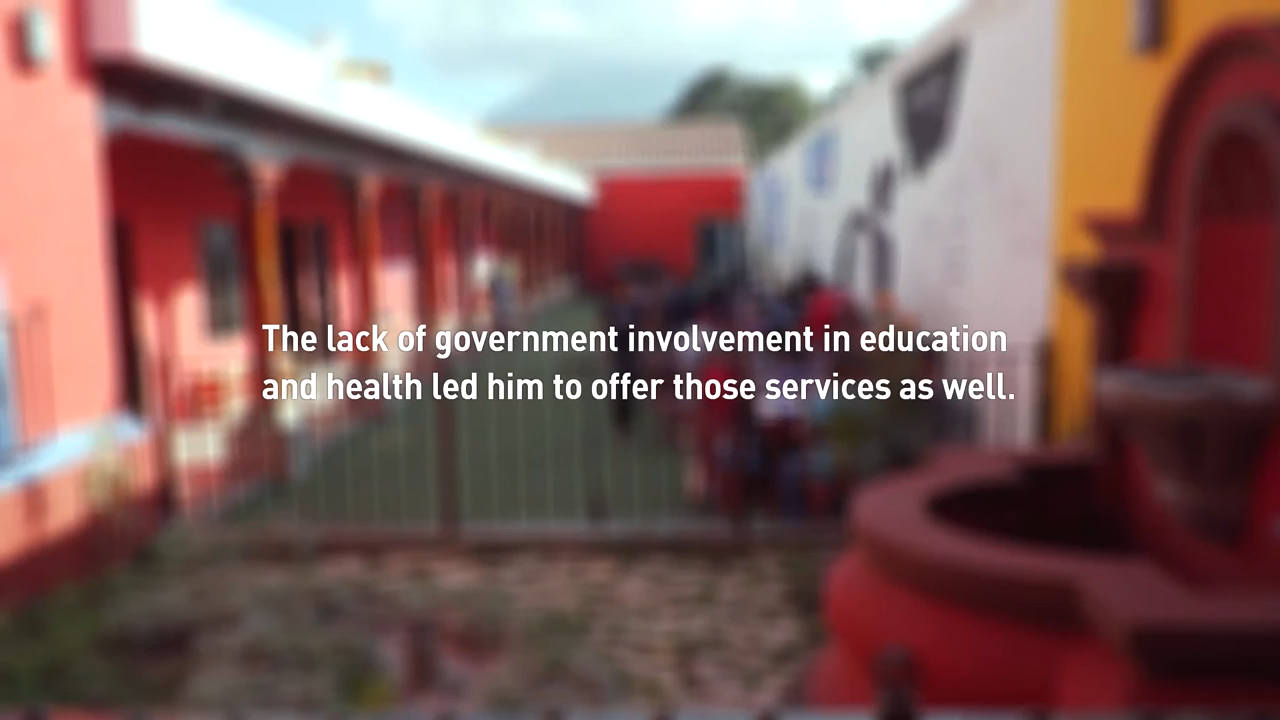 The lack of government involvement in education
and health led him to offer those services as well.